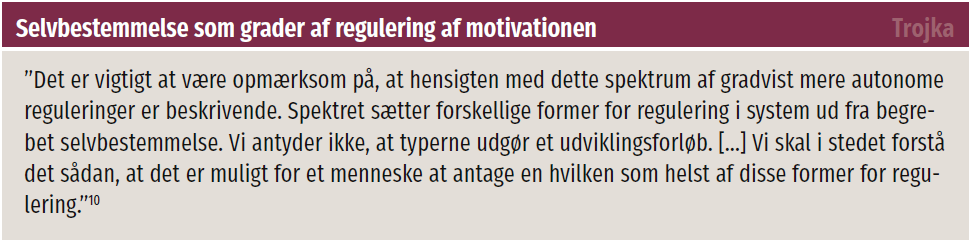 Selvbestemmelse som grader af regulering af motivationen Trojka
”Det er vigtigt at være opmærksom på, at hensigten med dette spektrum af gradvist mere autonome
reguleringer er beskrivende. Spektret sætter forskellige former for regulering i system ud fra begre-
bet selvbestemmelse. Vi antyder ikke, at typerne udgør et udviklingsforløb. [...] Vi skal i stedet forstå
det sådan, at det er muligt for et menneske at antage en hvilken som helst af disse former for regu-
lering.”10